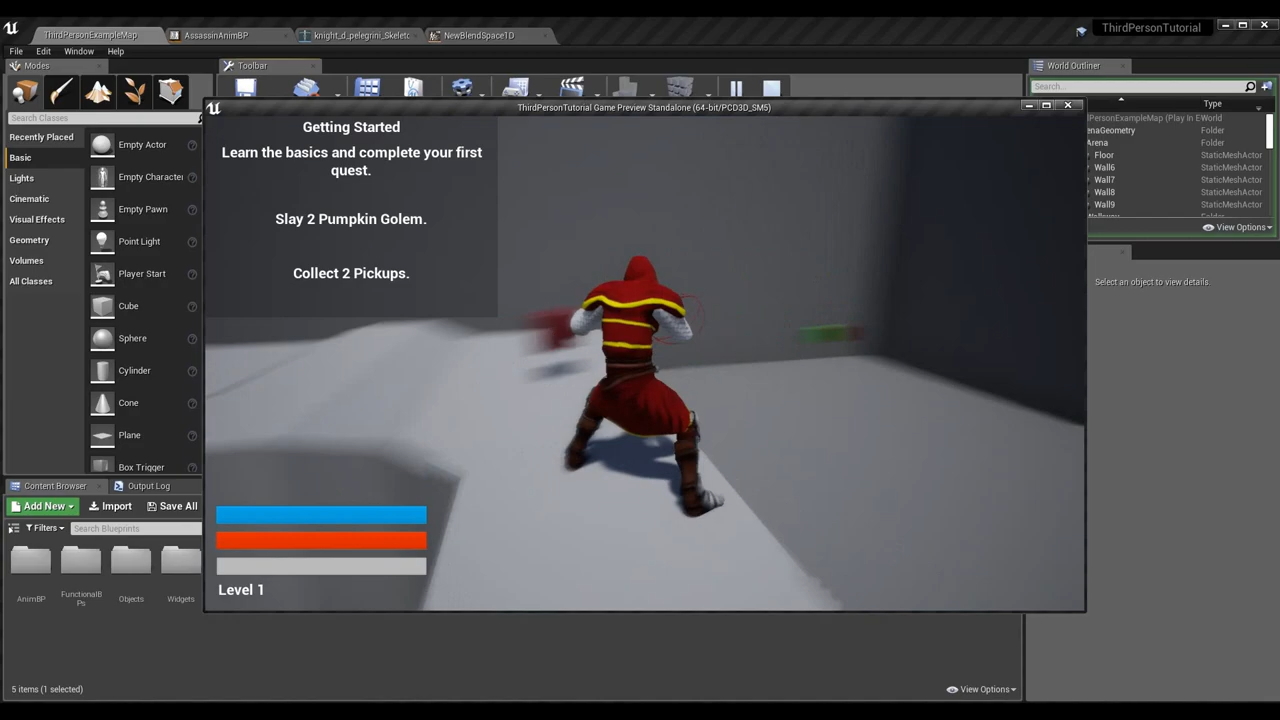 ThirdPersonExampleMap
AssassinAnimBP
knight_d_pelegrini_Skeletc
NewBlendSpace1D
ThirdPersonTutorial
File Edit Window Help
Modes
Toolbar
World Outliner
Search Classes
Search...
ThirdPersonTutorial Game Preview Standalone (64-bit/PCD3D_SM5)
Type
Recently Played
Basic
Lights
Cinematic
Visual Effects
Geometry
Volumes
All Classes
Empty Actor
Empty Character
Empty Pawn
Point Light
Player Start
Cube
Sphere
Cylinder
Cone
Plane
Box Trigger
Getting Started
Learn the basics and complete your first
quest.
Slay 2 Pumpkin Golem.
Collect 2 Pickups.
Level 1
PersonExampleMap (Play In E World
enaGeometry Folder
Arena Folder
Floor StaticMeshActor
Wall6 StaticMeshActor
Wall7 StaticMeshActor
Wall8 StaticMeshActor
Wall9 StaticMeshActor
View Options
Select an object to view details.
Content Browser
Output Log
Add New
Import
Save All
Filters
Search Blueprints
AnimBP
FunctionalB
Ps
Objects
Widgets
5 items (1 selected)
View Options